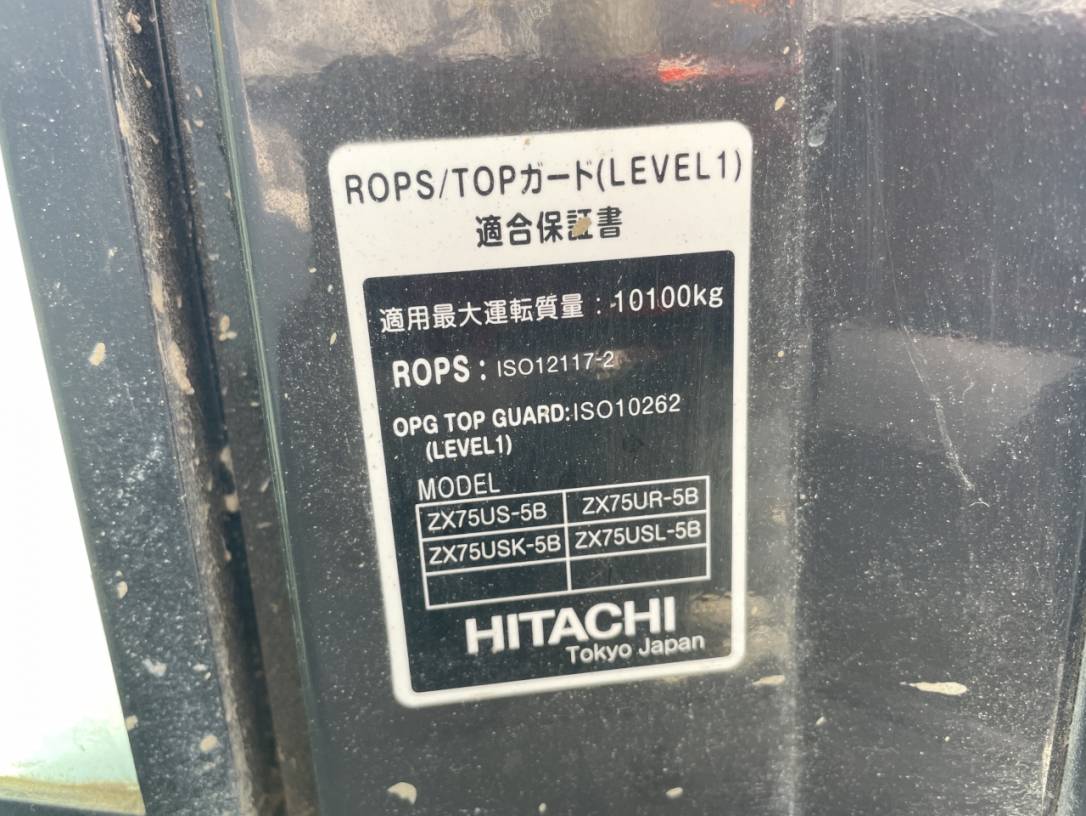 ROPS/TOPガード(LEVEL1)
適合保証書
適用最大運転質量 : 10100kg
ROPS : ISO12117-2
OPG TOP GUARD:ISO10262
(LEVEL1)
MODEL
ZX75US-5B ZX75UR-5B
ZX75USK-5B ZX75USL-5B
HITACHI
Tokyo Japan